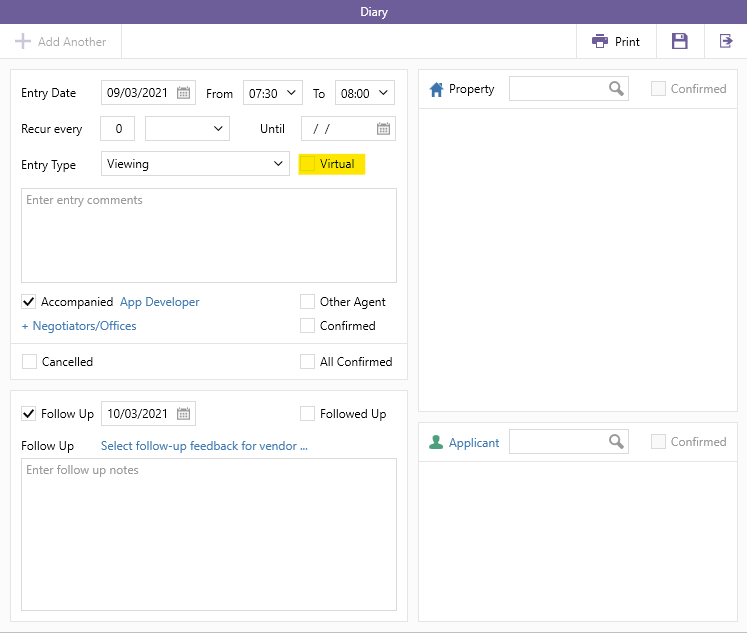 Diary
Add Another
Print
Entry Date 09/03/2021 From 07:30 To 08:00
Recur every 0 Until / /
Entry Type Viewing Virtual
Enter entry comments
Accompanied App Developer Other Agent
+ Negotiators/Offices Confirmed
Cancelled All Confirmed
Follow Up 10/03/2021 Followed Up
Follow Up Select follow-up feedback for vendor ...
Enter follow up notes
Property Confirmed
Applicant Confirmed